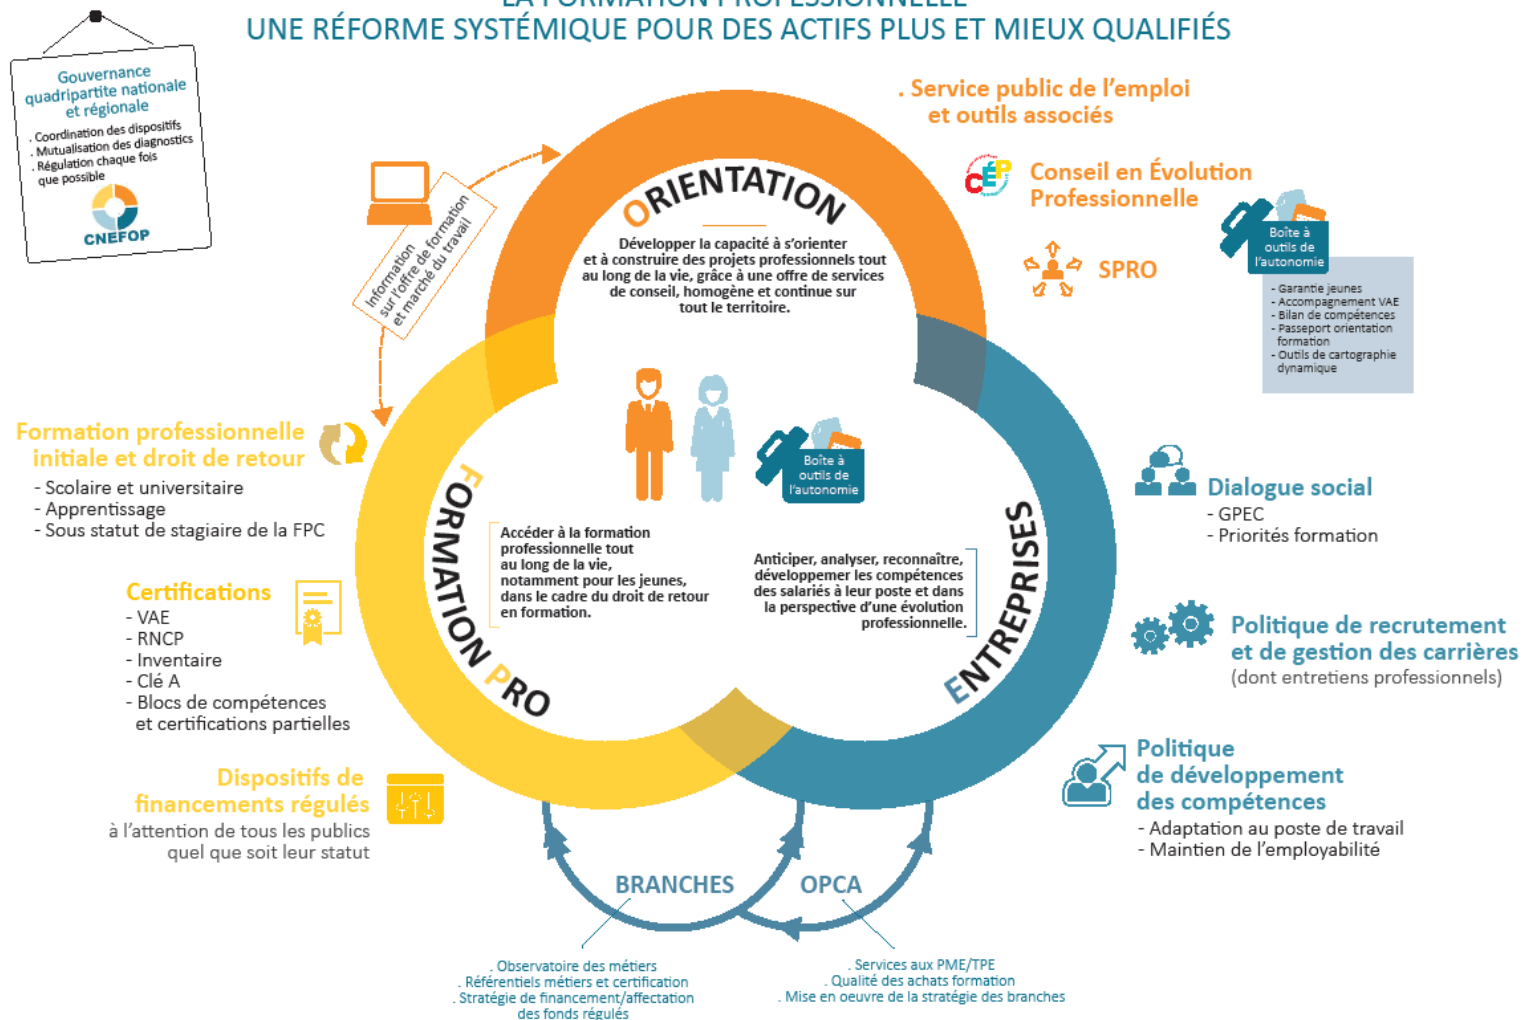 LA FORMATION PROFESSIONNELLE
UNE RÉFORME SYSTÉMIQUE POUR DES ACTIFS PLUS ET MIEUX QUALIFIÉS
Gouvernance
quadripartite nationale
et régionale
. Coordination des dispositifs
. Mutualisation des diagnostics
. Régulation chaque fois
que possible
CNEFOP
Information
sur l'offre de formation
et marché du travail
ORIENTATION
Développer la capacité à s'orienter
et à construire des projets professionnels tout
au long de la vie, grâce à une offre de services
de conseil, homogène et continue sur
tout le territoire.
. Service public de l'emploi
et outils associés
CÉP
Conseil en Évolution
Professionnelle
SPRO
Boîte à
outils de
l'autonomie
- Garantie jeunes
- Accompagnement VAE
- Bilan de compétences
- Passeport orientation
formation
- Outils de cartographie
dynamique
Boîte à
outils de
l'autonomie
Formation professionnelle
initiale et droit de retour
- Scolaire et universitaire
- Apprentissage
- Sous statut de stagiaire de la FPC
Certifications
- VAE
- RNCP
- Inventaire
- Clé A
- Blocs de compétences
et certifications partielles
Dispositifs de
financements régulés
à l'attention de tous les publics
quel que soit leur statut
FORMATION PRO
Accéder à la formation
professionnelle tout
au long de la vie,
notamment pour les jeunes,
dans le cadre du droit de retour
en formation.
ENTREPRISES
Anticiper, analyser, reconnaître,
développemer les compétences
des salariés à leur poste et dans
la perspective d'une évolution
professionnelle.
Dialogue social
- GPEC
- Priorités formation
Politique de recrutement
et de gestion des carrières
(dont entretiens professionnels)
Politique
de développement
des compétences
- Adaptation au poste de travail
- Maintien de l'employabilité
BRANCHES
. Observatoire des métiers
. Référentiels métiers et certification
. Stratégie de financement/affectation
des fonds régulés
OPCA
. Services aux PME/TPE
. Qualité des achats formation
. Mise en oeuvre de la stratégie des branches